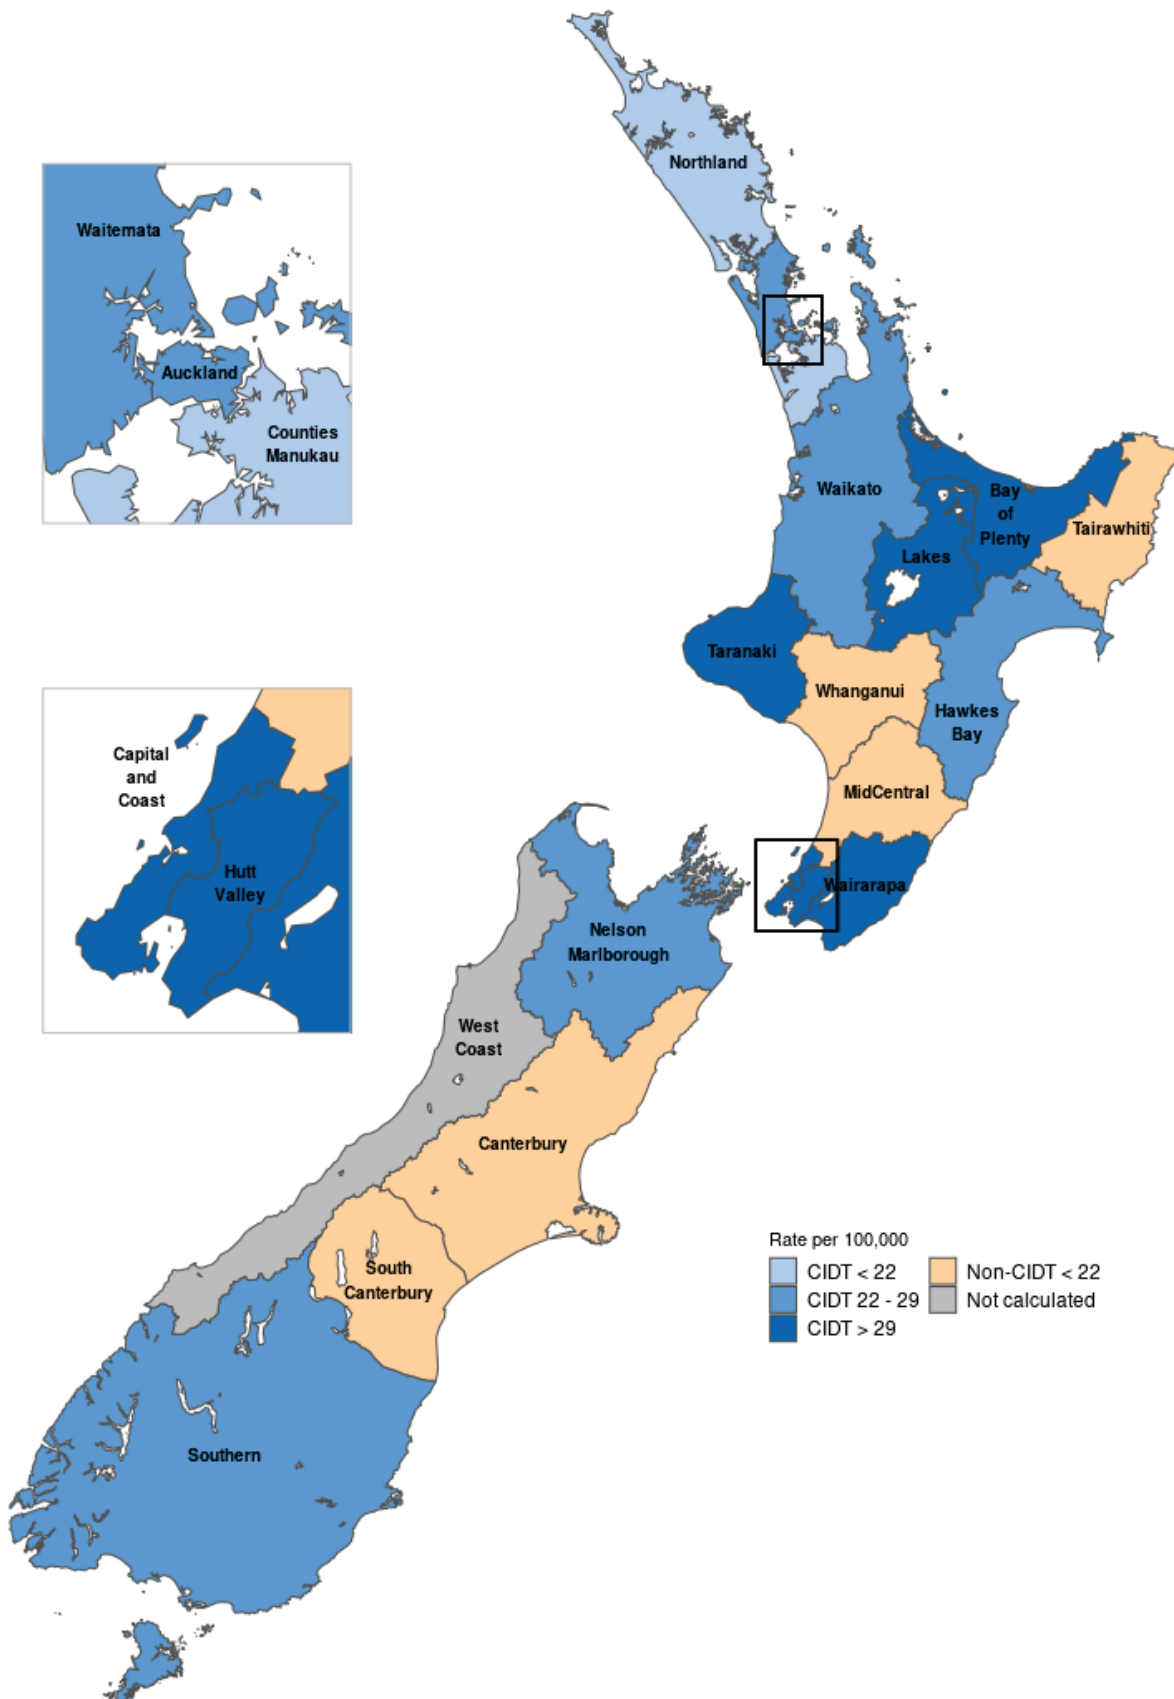 Northland
Waitemata
Auckland
Counties
Manukau
Waikato
Bay
of
Plenty
Tairawhiti
Lakes
Taranaki
Whanganui
Hawkes
Bay
Capital
and
Coast
MidCentral
Hutt
Valley
Wairarapa
Nelson
Marlborough
West
Coast
Canterbury
South
Canterbury
Southern
Rate per 100,000
CIDT < 22
CIDT 22 - 29
CIDT > 29
Non-CIDT < 22
Not calculated